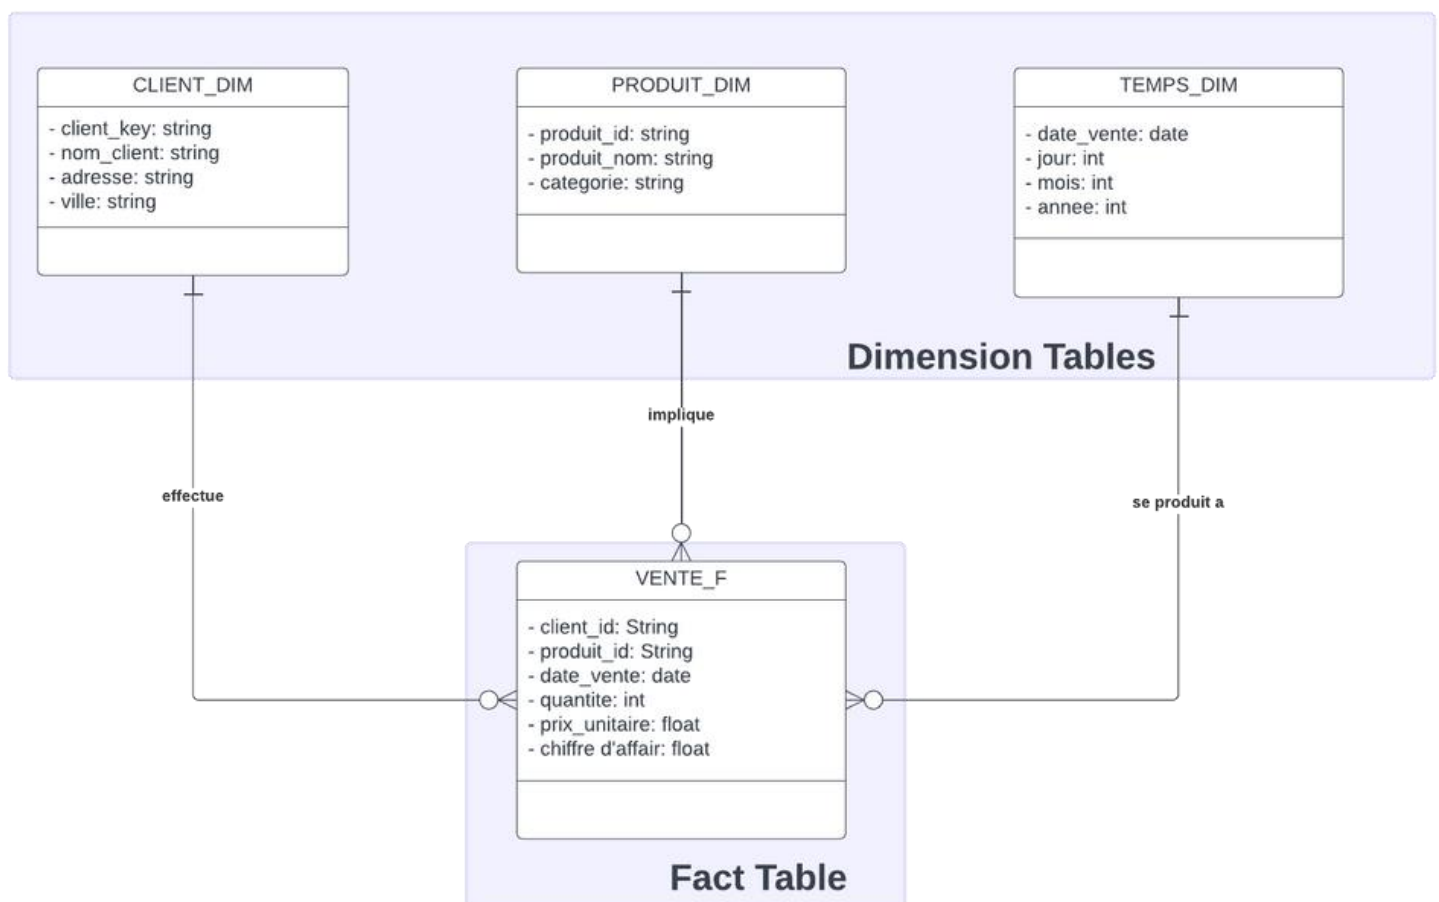 CLIENT_DIM
- client_key: string
- nom_client: string
- adresse: string
- ville: string
PRODUIT_DIM
- produit_id: string
- produit_nom: string
- categorie: string
TEMPS_DIM
- date_vente: date
- jour: int
- mois: int
- annee: int
Dimension Tables
implique
effectue
se produit a
VENTE_F
- client_id: String
- produit_id: String
- date_vente: date
- quantite: int
- prix_unitaire: float
- chiffre d'affair: float
Fact Table